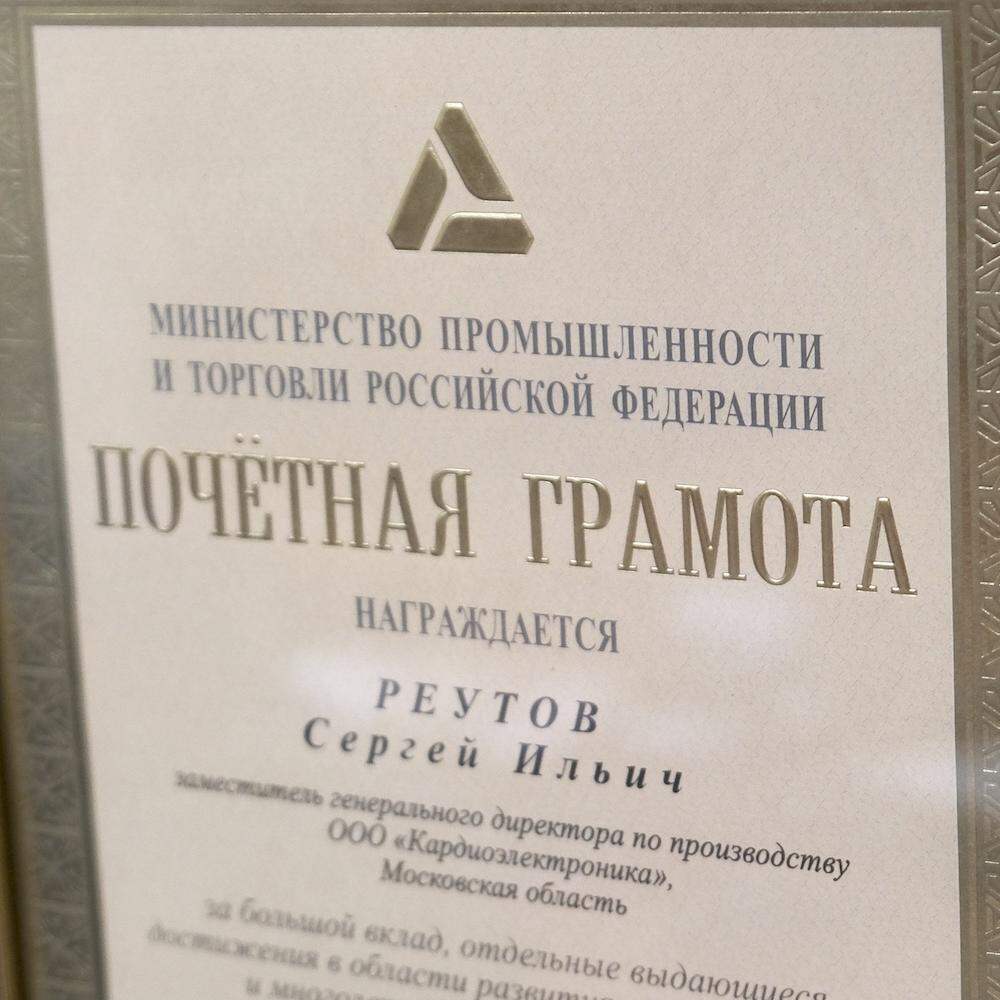 МИНИСТЕРСТВО ПРОМЫШЛЕННОСТИ
И ТОРГОВЛИ РОССИЙСКОЙ ФЕДЕРАЦИИ
ПОЧЁТНАЯ ГРАМОТА
НАГРАЖДАЕТСЯ
РЕУТОВ
Сергей Ильич
заместитель генерального директора по производству
ООО «Кардиоэлектроника»,
Московская область
за большой вклад, отдельные выдающиеся
достижения в области развития
и